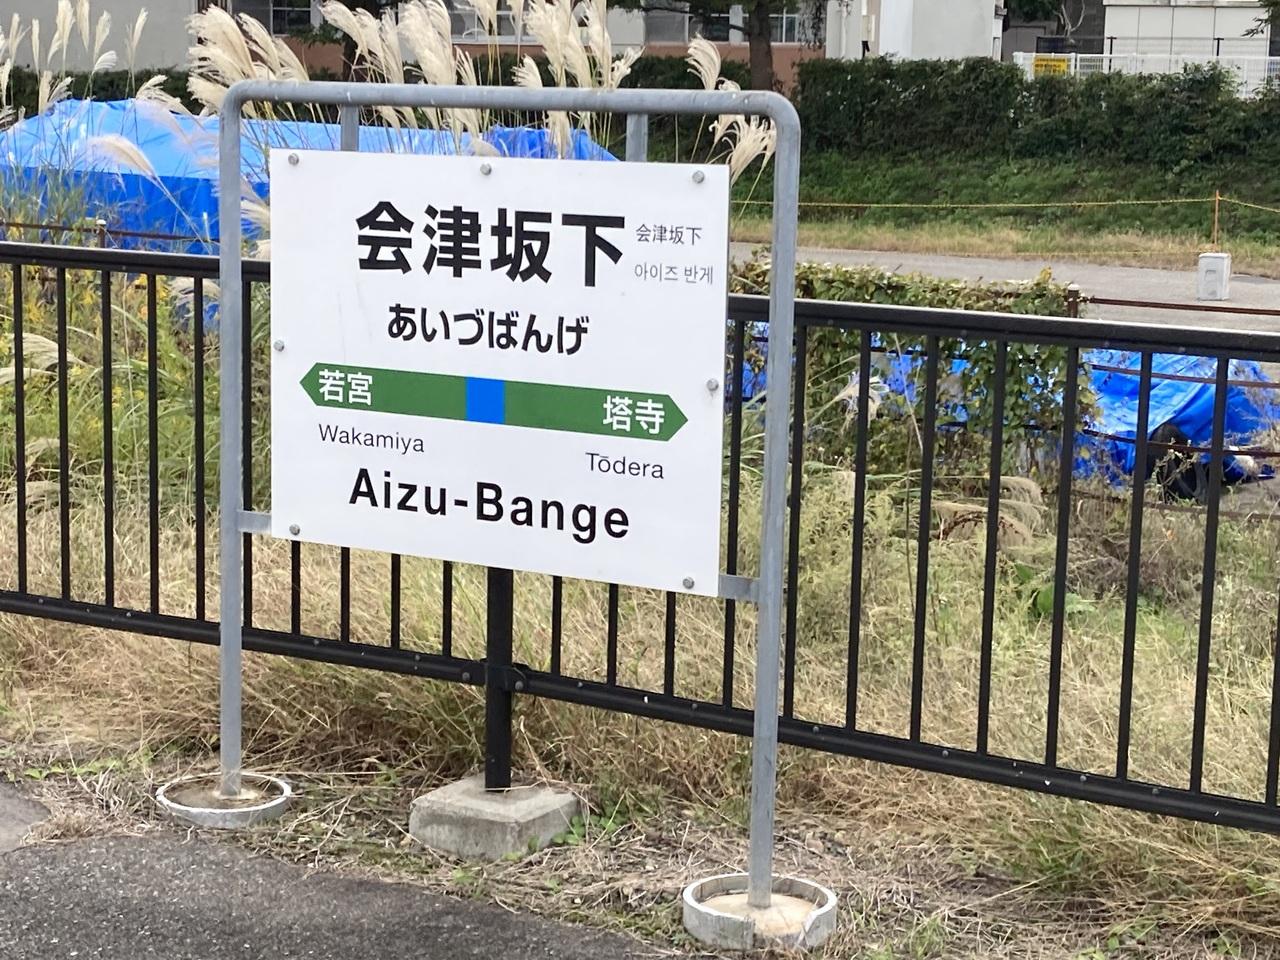 会津坂下
会津坂下
아이즈 반게
あいづばんげ
若宮
塔寺
Wakamiya
Tōdera
Aizu-Bange